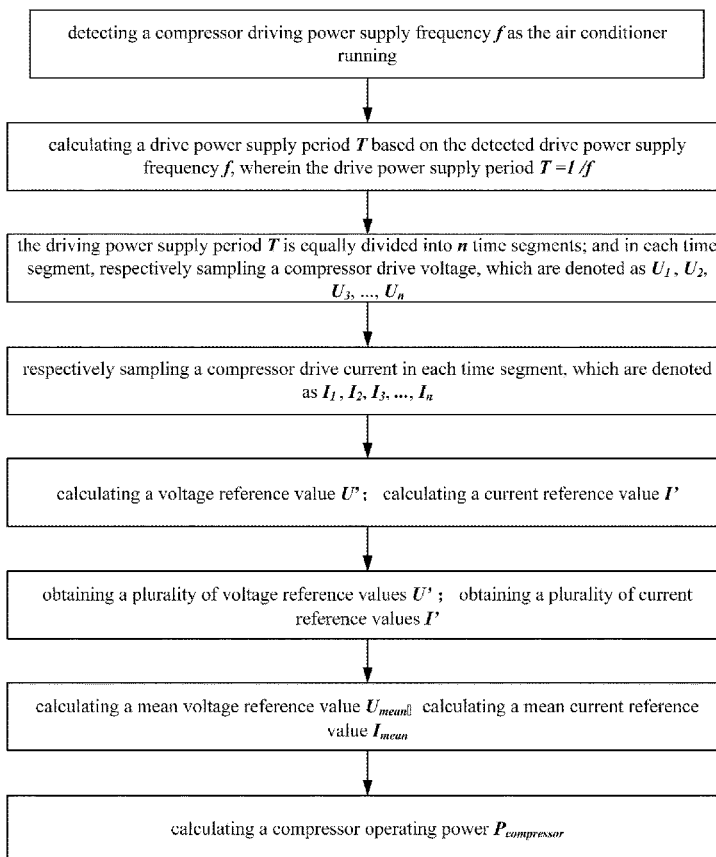 detecting a compressor driving power supply frequency f as the air conditioner
running
calculating a drive power supply period T based on the detected drive power supply
frequency f, wherein the drive power supply period T =1/f
the driving power supply period T is equally divided into n time segments; and in each time
segment, respectively sampling a compressor drive voltage, which are denoted as U1, U2,
U3, ..., Un
respectively sampling a compressor drive current in each time segment, which are denoted
as I1, I2, I3, ..., In
calculating a voltage reference value U’； calculating a current reference value I’
obtaining a plurality of voltage reference values U’； obtaining a plurality of current
reference values I’
calculating a mean voltage reference value Umean calculating a mean current reference
value Imean
calculating a compressor operating power Pcompressor